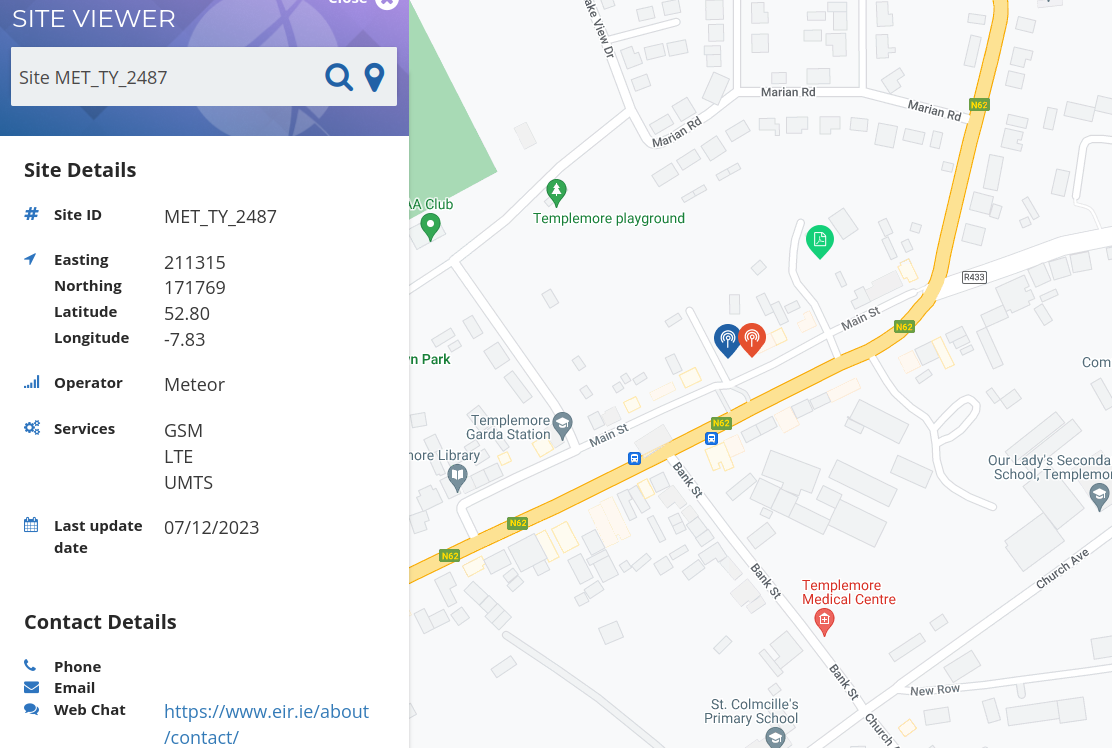 Close
SITE VIEWER
Site MET_TY_2487
Site Details
Site ID MET_TY_2487
Easting 211315
Northing 171769
Latitude 52.80
Longitude -7.83
Operator Meteor
Services GSM
LTE
UMTS
Last update 07/12/2023
date
Contact Details
Phone
Email
Web Chat https://www.eir.ie/about
/contact/
ake View Dr
Marian Rd
Marian Rd
Marian Rd
N62
AA Club
Templemore playground
R433
Main St
N62
n Park
Com
Templemore
Garda Station
Main St
N62
more Library
Bank St
Our Lady's Seconda
School, Templemor
N62
N62
Bank St
Church Ave
Templemore
Medical Centre
Bank St
New Row
St. Colmcille's
Primary School
Church